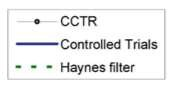 CCTR
Controlled Trials
Haynes filter